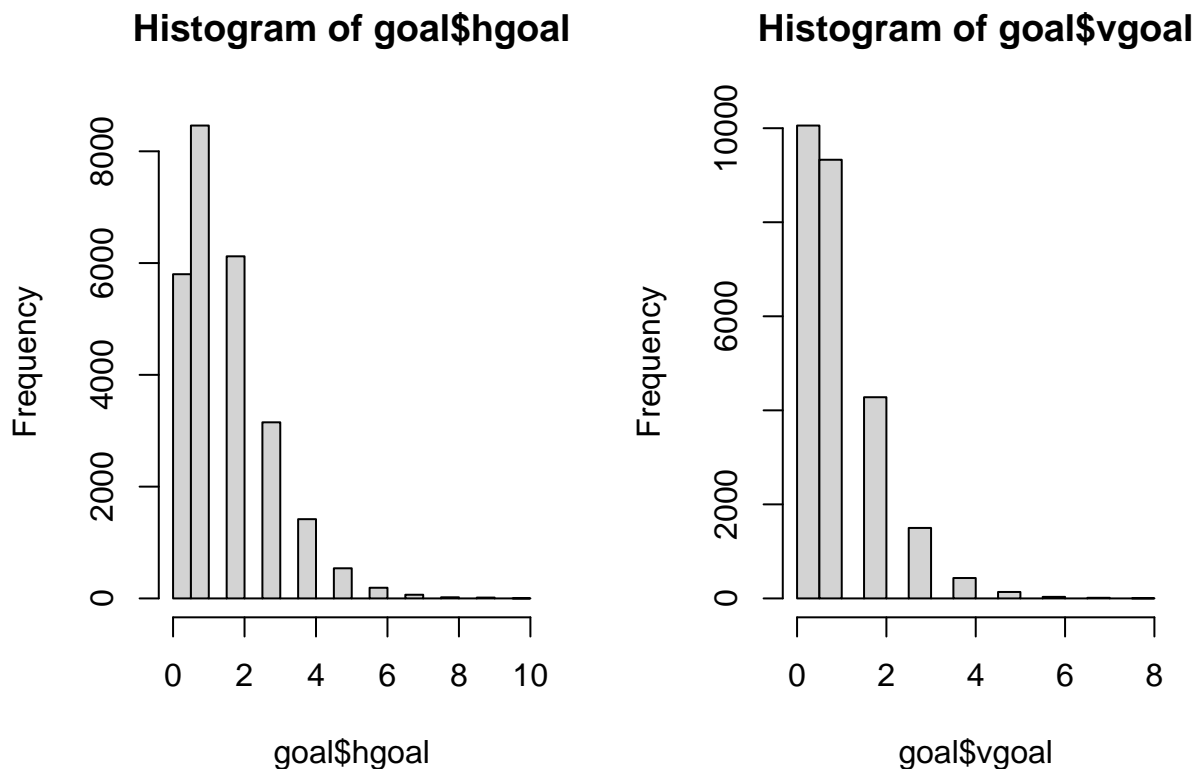 Histogram of goal$hgoal
Frequency
8000
6000
4000
2000
0
0 2 4 6 8 10
goal$hgoal
Histogram of goal$vgoal
Frequency
10000
6000
2000
0
0 2 4 6 8
goal$vgoal